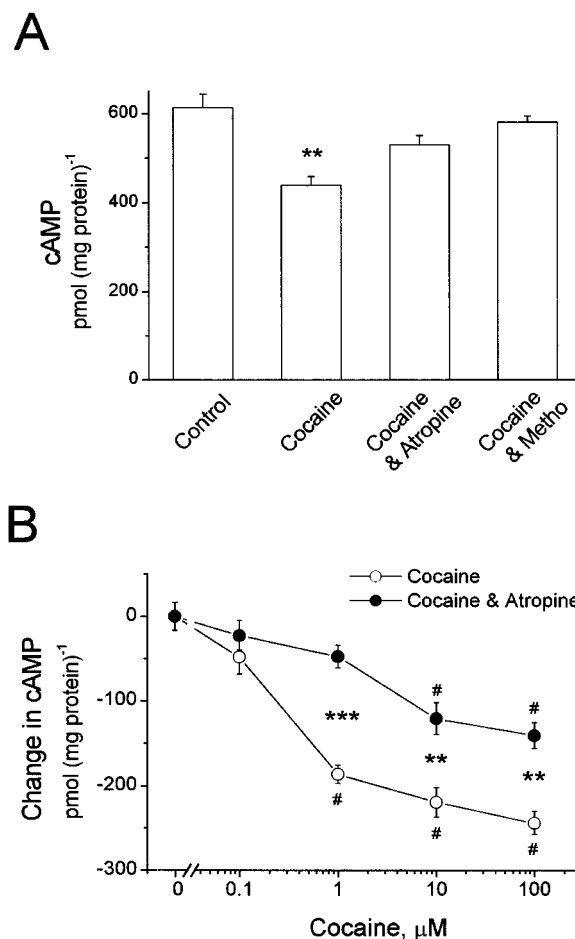 A
600
400
200
0
cAMP
pmol (mg protein)-1
**
Control
Cocaine
Cocaine
& Atropine
Cocaine
& Metho
B
Cocaine
Cocaine & Atropine
0
-100
-200
-300
Change in cAMP
pmol (mg protein)-1
#
#
***
**
**
#
#
#
0
0.1
1
10
100
Cocaine, μM